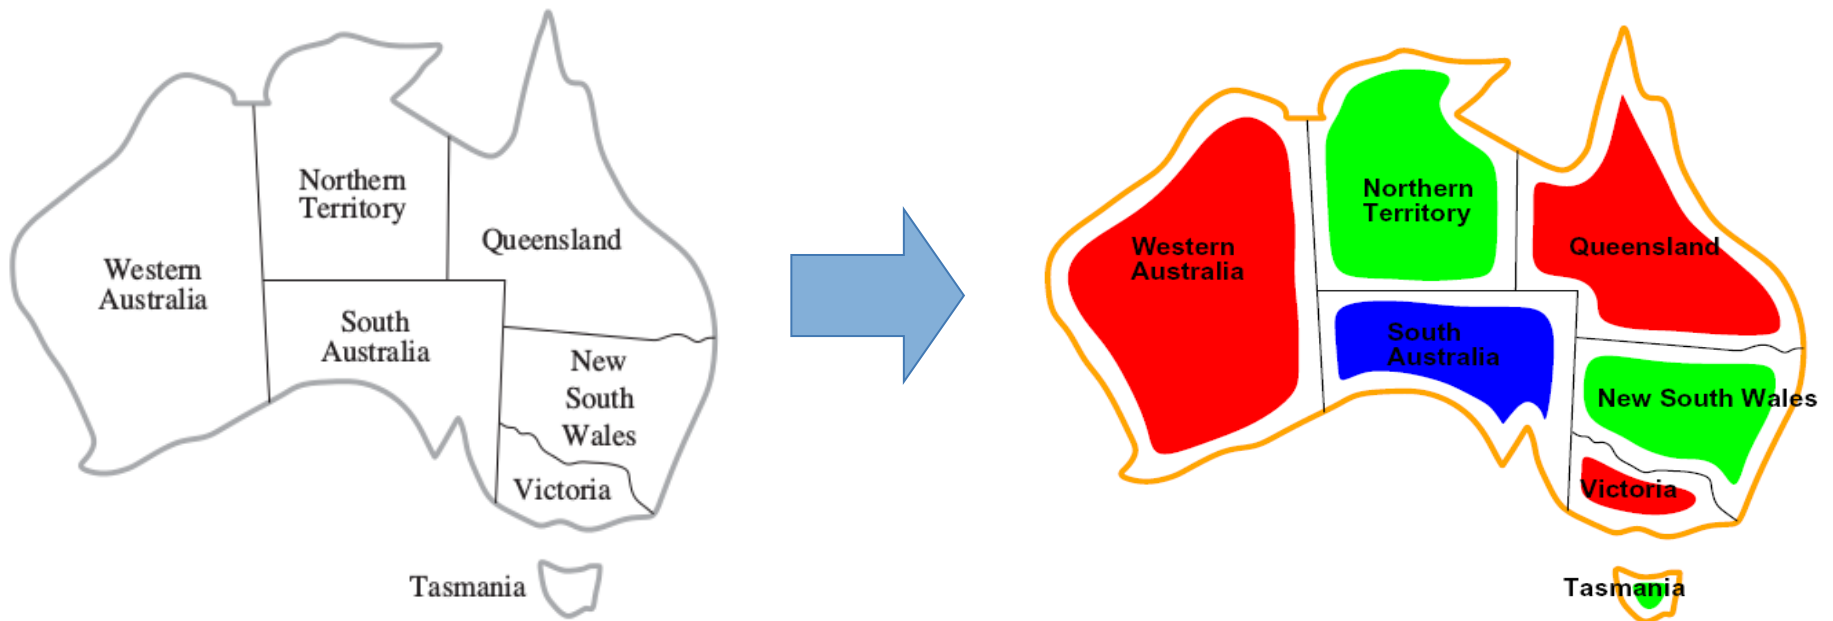 Northern
Territory
Queensland
Western
Australia
South
Australia
New
South
Wales
Victoria
Tasmania
Northern
Territory
Western
Australia
Queensland
South
Australia
New South Wales
Victoria
Tasmania